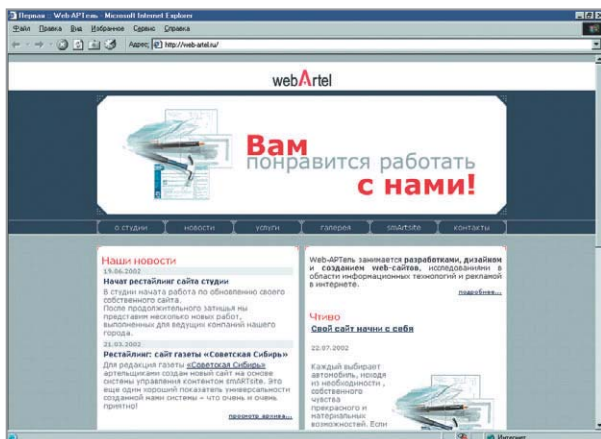 Первая :: Web-АРТель - Microsoft Internet Explorer
Файл Правка Вид Избранное Сервис Справка
Адрес: http://web-artel.ru/
webArtel
Вам
понравится работать
с нами!
о студии новости услуги галерея smArtsite контакты
Наши новости
19.06.2002
Начат рестайлинг сайта студии
В студии начата работа по обновлению своего
собственного сайта.
После продолжительного затишья мы
представим несколько новых работ,
выполненных для ведущих компаний нашего
города.
21.03.2002
Рестайлинг: сайт газеты «Советская Сибирь»
Для редакции газеты «Советская Сибирь»
артельщиками создан новый сайт на основе
системы управления контентом smARTsite. Это
еще один хороший показатель универсальности
созданной нами системы – что очень и очень
приятно!
просмотр архива...
Web-АРТель занимается разработками, дизайном
и созданием web-сайтов, исследованиями в
области информационных технологий и рекламой
в интернете.
подробнее...
Чтиво
Свой сайт начни с себя
22.07.2002
Каждый выбирает
автомобиль, находя
из необходимости ,
собственного
чувства
прекрасного и
материальных
возможностей. Если
Интернет